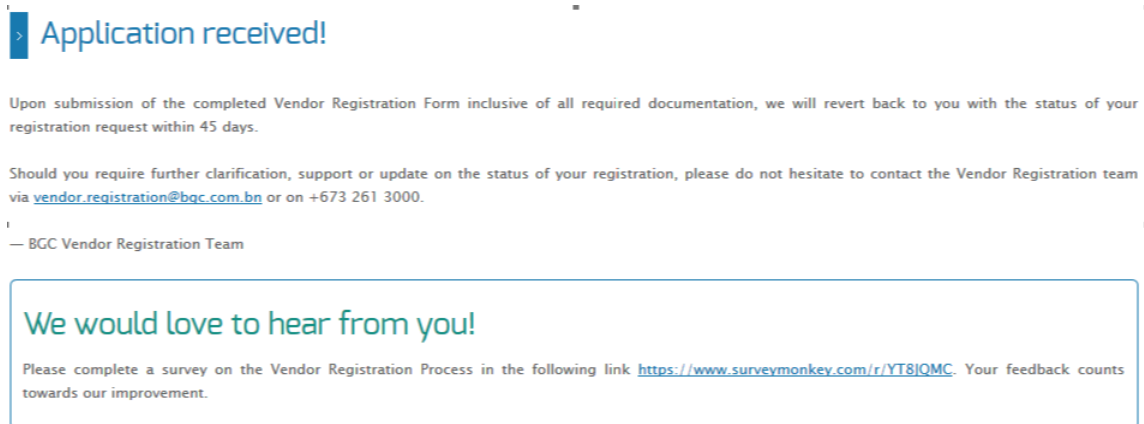 Application received!
Upon submission of the completed Vendor Registration Form inclusive of all required documentation, we will revert back to you with the status of your
registration request within 45 days.
Should you require further clarification, support or update on the status of your registration, please do not hesitate to contact the Vendor Registration team
via vendor.registration@bgc.com.bn or on +673 261 3000.
— BGC Vendor Registration Team
We would love to hear from you!
Please complete a survey on the Vendor Registration Process in the following link https://www.surveymonkey.com/r/YT8JQMC. Your feedback counts
towards our improvement.